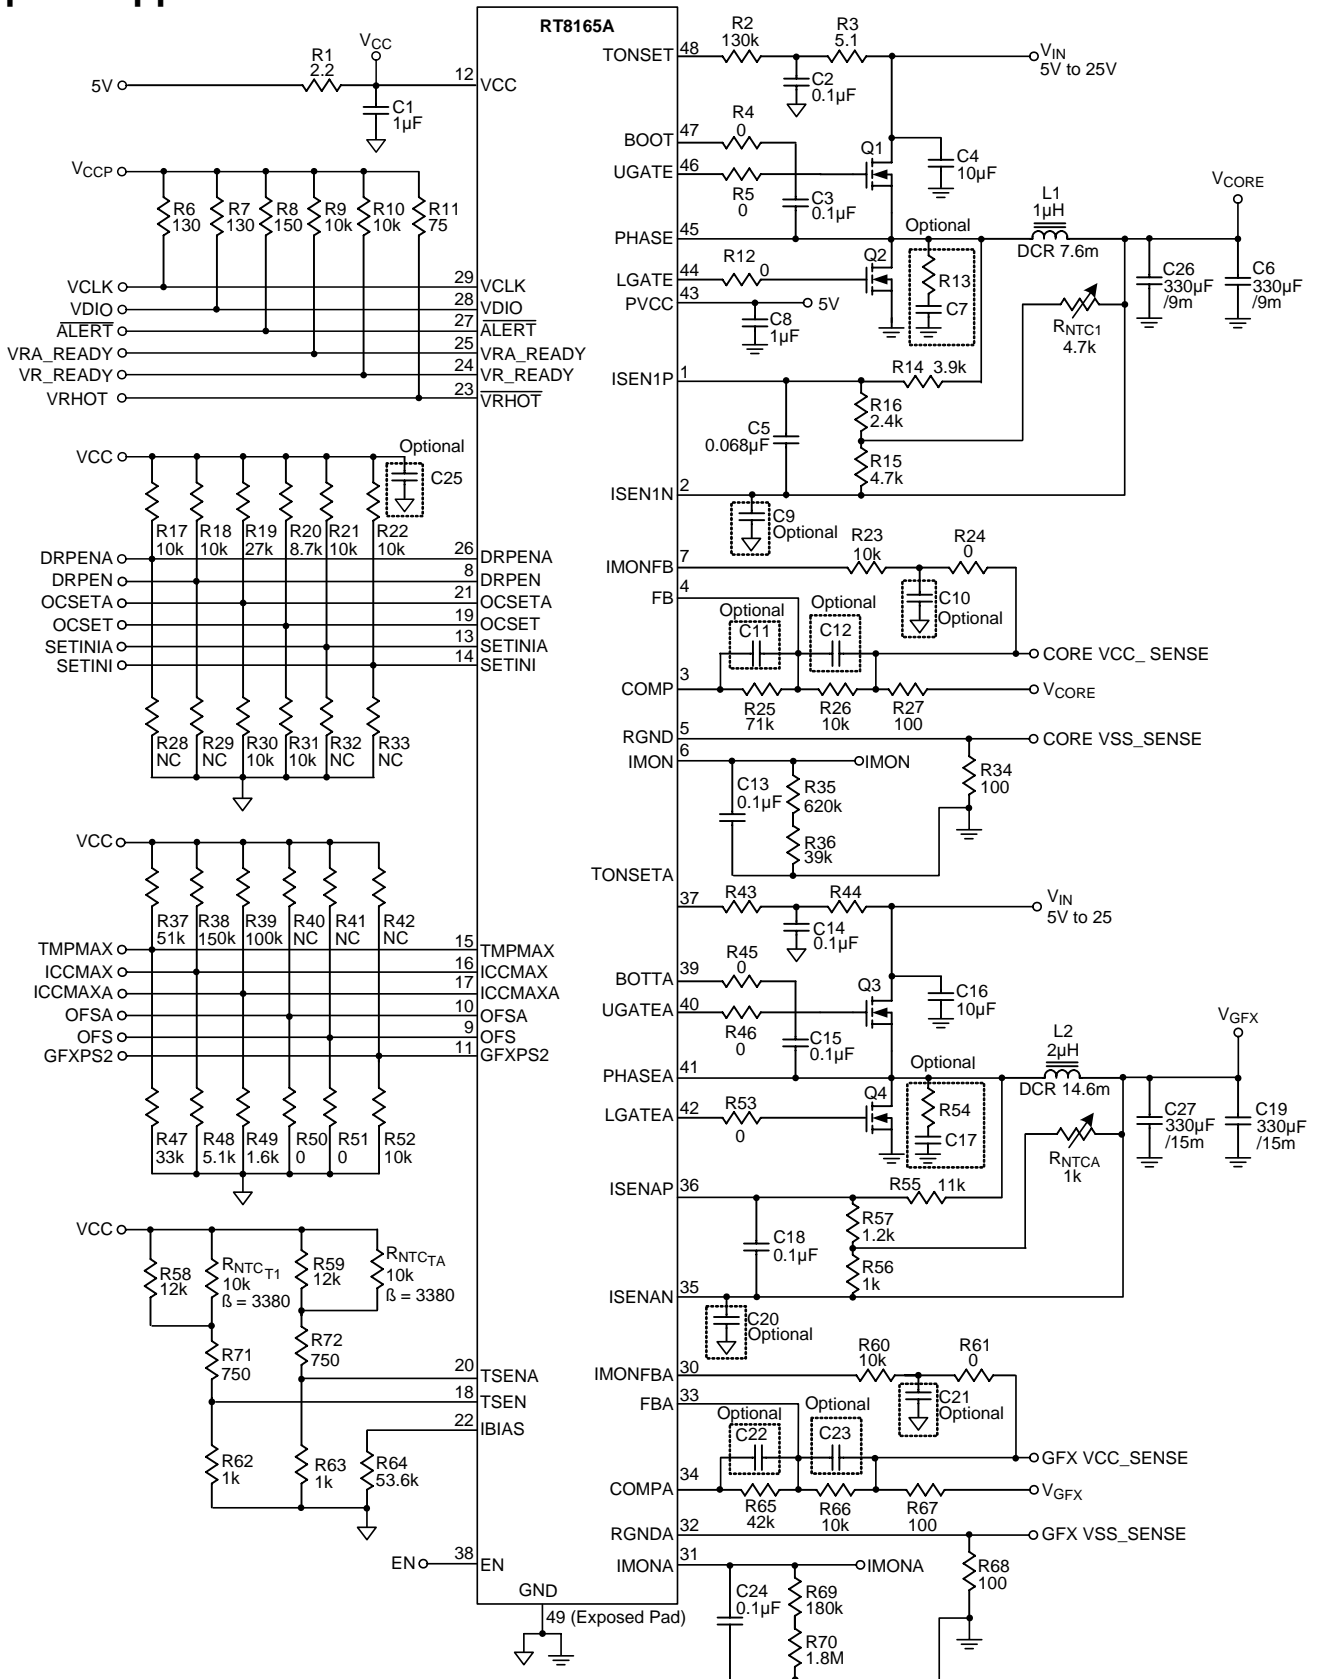 RT8165A
VCC
R1
2.2
5V
12
VCC
C1
1µF
VCCP
R6
130
R7
130
R8
150
R9
10k
R10
10k
R11
75
VCLK
29
VCLK
VDIO
28
VDIO
ALERT
27
ALERT
VRA_READY
25
VRA_READY
VR_READY
24
VR_READY
VRHOT
23
VRHOT
VCC
Optional
C25
R17
10k
R18
10k
R19
27k
R20
8.7k
R21
10k
R22
10k
DRPENA
26
DRPENA
DRPEN
8
DRPEN
OCSETA
21
OCSETA
OCSET
19
OCSET
SETINIA
13
SETINIA
SETINI
14
SETINI
R28
NC
R29
NC
R30
10k
R31
10k
R32
NC
R33
NC
VCC
R37
51k
R38
150k
R39
100k
R40
NC
R41
NC
R42
NC
TMPMAX
15
TMPMAX
ICCMAX
16
ICCMAX
ICCMAXA
17
ICCMAXA
OFSA
10
OFSA
OFS
9
OFS
GFXPS2
11
GFXPS2
R47
33k
R48
5.1k
R49
1.6k
R50
0
R51
0
R52
10k
VCC
R58
12k
RNTCT1
10k
ß = 3380
R59
12k
RNTCTA
10k
ß = 3380
R71
750
R72
750
20
TSENA
18
TSEN
22
IBIAS
R62
1k
R63
1k
R64
53.6k
EN
38
EN
GND
49 (Exposed Pad)
TONSET
48
R2
130k
R3
5.1
VIN
5V to 25V
C2
0.1µF
BOOT
47
R4
0
UGATE
46
R5
0
C3
0.1µF
Q1
C4
10µF
PHASE
45
Optional
L1
1µH
DCR 7.6m
VCORE
LGATE
44
R12
0
Q2
R13
C7
C26
330µF
/9m
C6
330µF
/9m
PVCC
43
5V
C8
1µF
RNTC1
4.7k
ISEN1P
1
R14 3.9k
R16
2.4k
C5
0.068µF
R15
4.7k
ISEN1N
2
C9
Optional
IMONFB
7
R23
10k
R24
0
C10
Optional
FB
4
Optional
C11
Optional
C12
CORE VCC_ SENSE
COMP
3
R25
71k
R26
10k
R27
100
VCORE
RGND
5
CORE VSS_SENSE
IMON
6
IMON
C13
0.1µF
R35
620k
R36
39k
R34
100
TONSETA
37
R43
R44
VIN
5V to 25
C14
0.1µF
BOTTA
39
R45
0
UGATEA
40
R46
0
C15
0.1µF
Q3
C16
10µF
PHASEA
41
Optional
L2
2µH
DCR 14.6m
VGFX
LGATEA
42
R53
0
Q4
R54
C17
C27
330µF
/15m
C19
330µF
/15m
RNTCA
1k
ISENAP
36
R55 11k
R57
1.2k
C18
0.1µF
R56
1k
ISENAN
35
C20
Optional
IMONFBA
30
R60
10k
R61
0
C21
Optional
FBA
33
Optional
C22
Optional
C23
GFX VCC_SENSE
COMPA
34
R65
42k
R66
10k
R67
100
VGFX
RGNDA
32
GFX VSS_SENSE
IMONA
31
IMONA
C24
0.1µF
R69
180k
R70
1.8M
R68
100